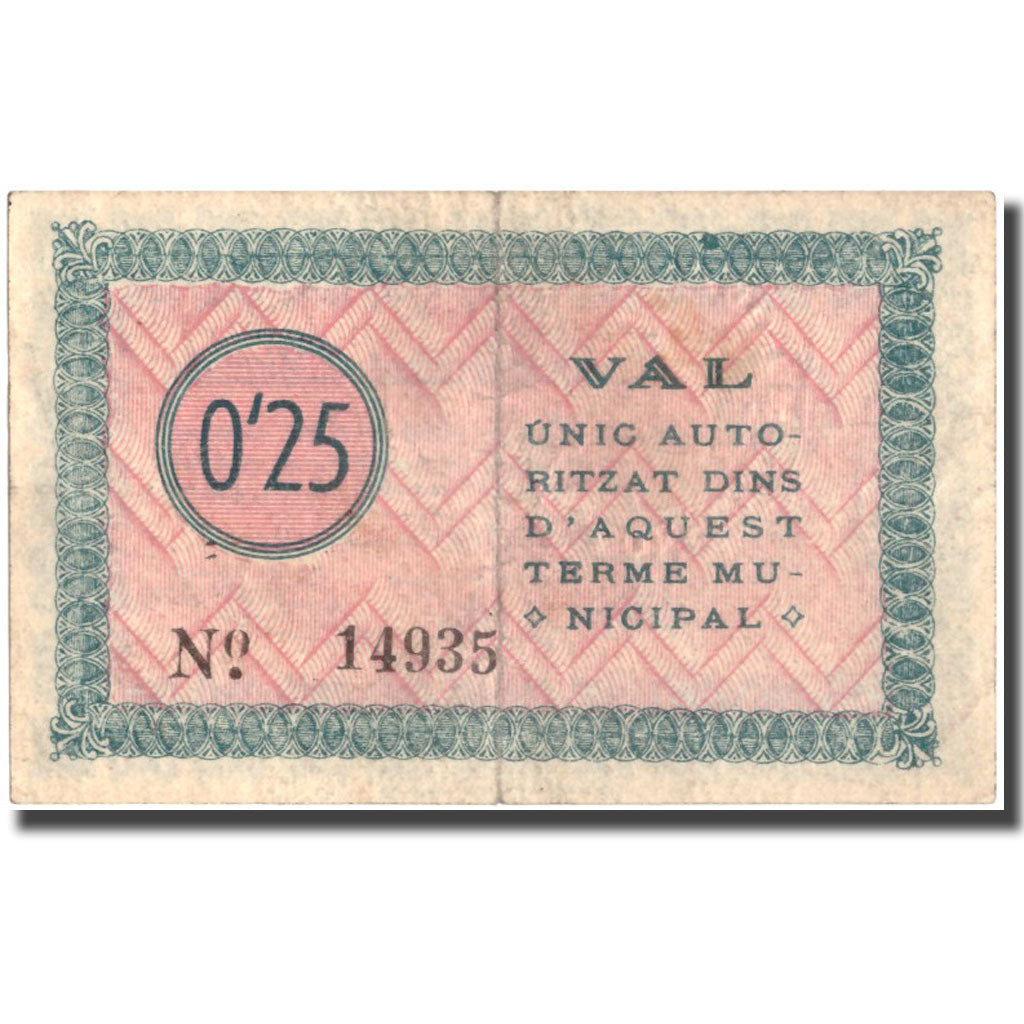 0'25
Nº 14935
VAL
ÚNIC AUTO-
RITZAT DINS
D'AQUEST
TERME MU-
NICIPAL